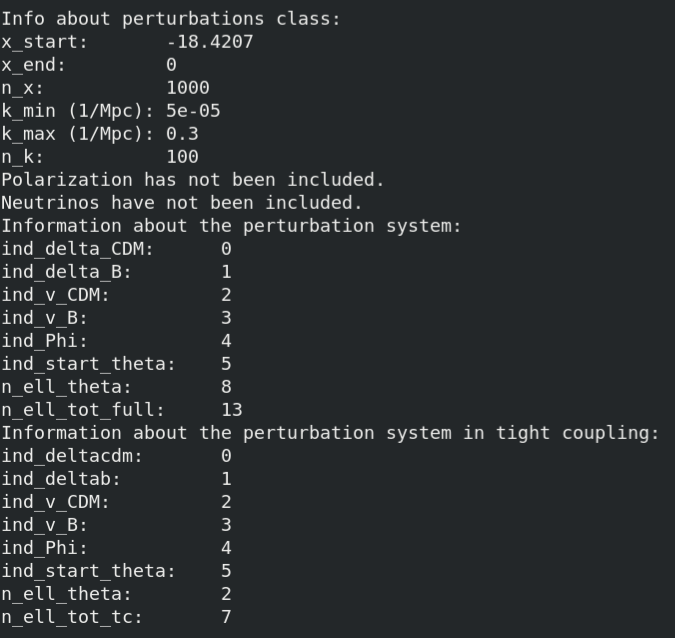 Info about perturbations class:
x_start:       -18.4207
x_end:         0
n_x:           1000
k_min (1/Mpc): 5e-05
k_max (1/Mpc): 0.3
n_k:           100
Polarization has not been included.
Neutrinos have not been included.
Information about the perturbation system:
ind_delta_CDM:      0
ind_delta_B:        1
ind_v_CDM:          2
ind_v_B:            3
ind_Phi:            4
ind_start_theta:    5
n_ell_theta:        8
n_ell_tot_full:     13
Information about the perturbation system in tight coupling:
ind_deltacdm:       0
ind_deltab:         1
ind_v_CDM:          2
ind_v_B:            3
ind_Phi:            4
ind_start_theta:    5
n_ell_theta:        2
n_ell_tot_tc:       7